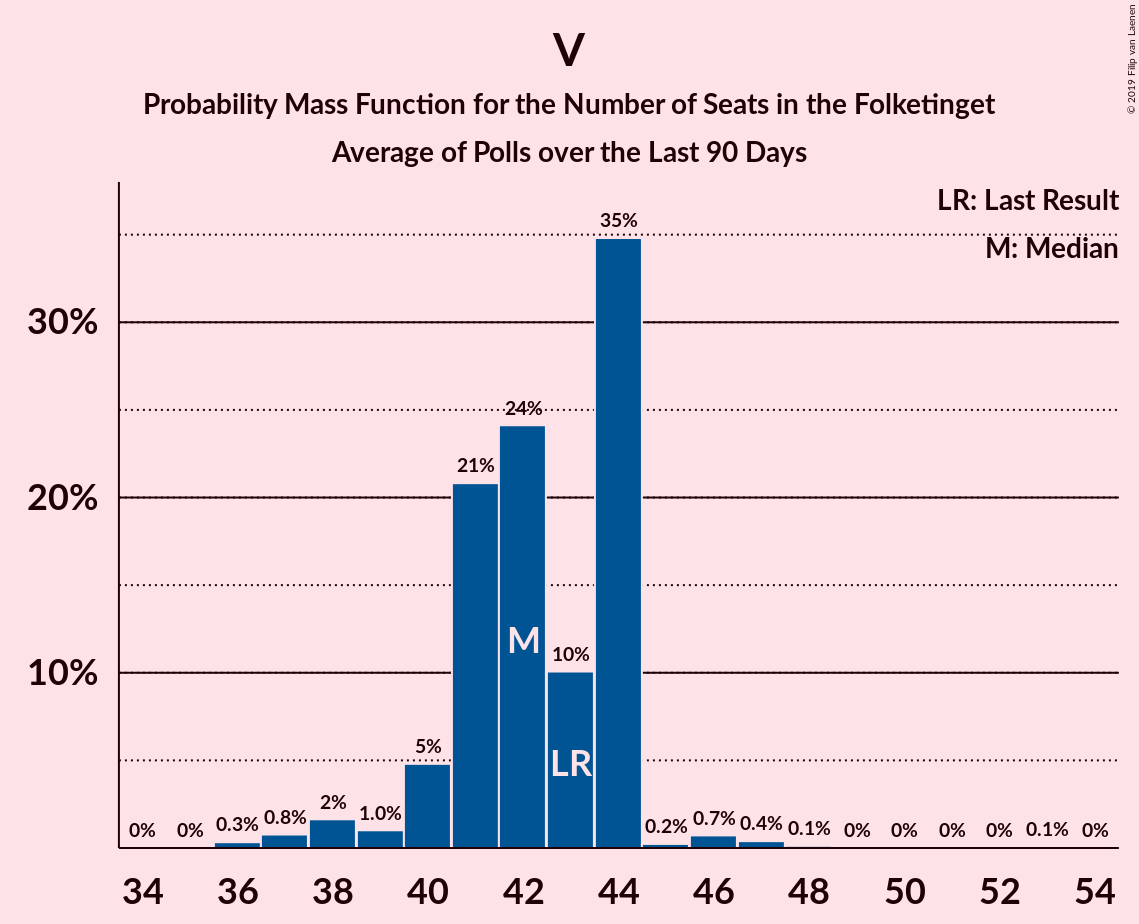 © 2019 Filip van Laenen
V
Probability Mass Function for the Number of Seats in the Folketinget
Average of Polls over the Last 90 Days
LR: Last Result
M: Median
30%
20%
10%
0%
0%
0.3%
0.8%
2%
1.0%
5%
21%
24%
10%
35%
0.2%
0.7%
0.4%
0.1%
0%
0%
0%
0%
0.1%
0%
M
LR
34 36 38 40 42 44 46 48 50 52 54